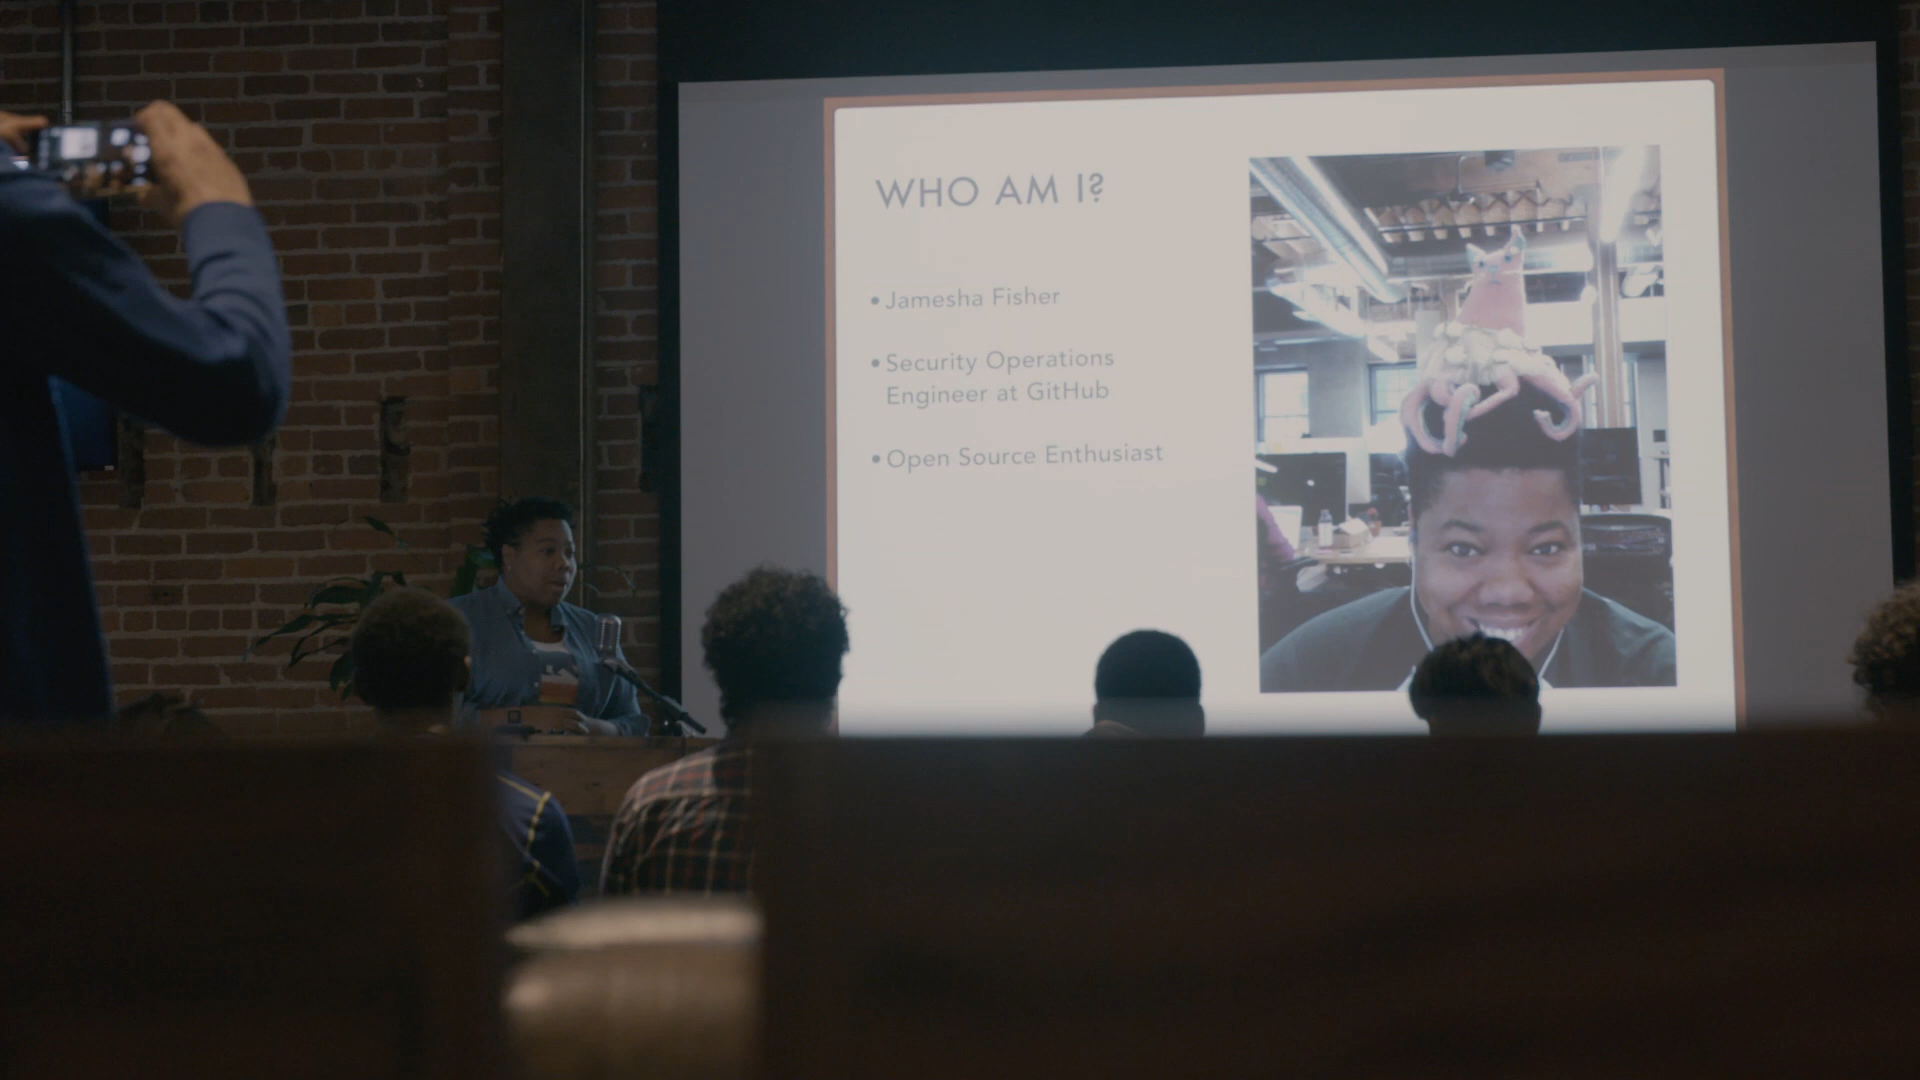 WHO AM I?
• Jamesha Fisher
• Security Operations
Engineer at GitHub
• Open Source Enthusiast